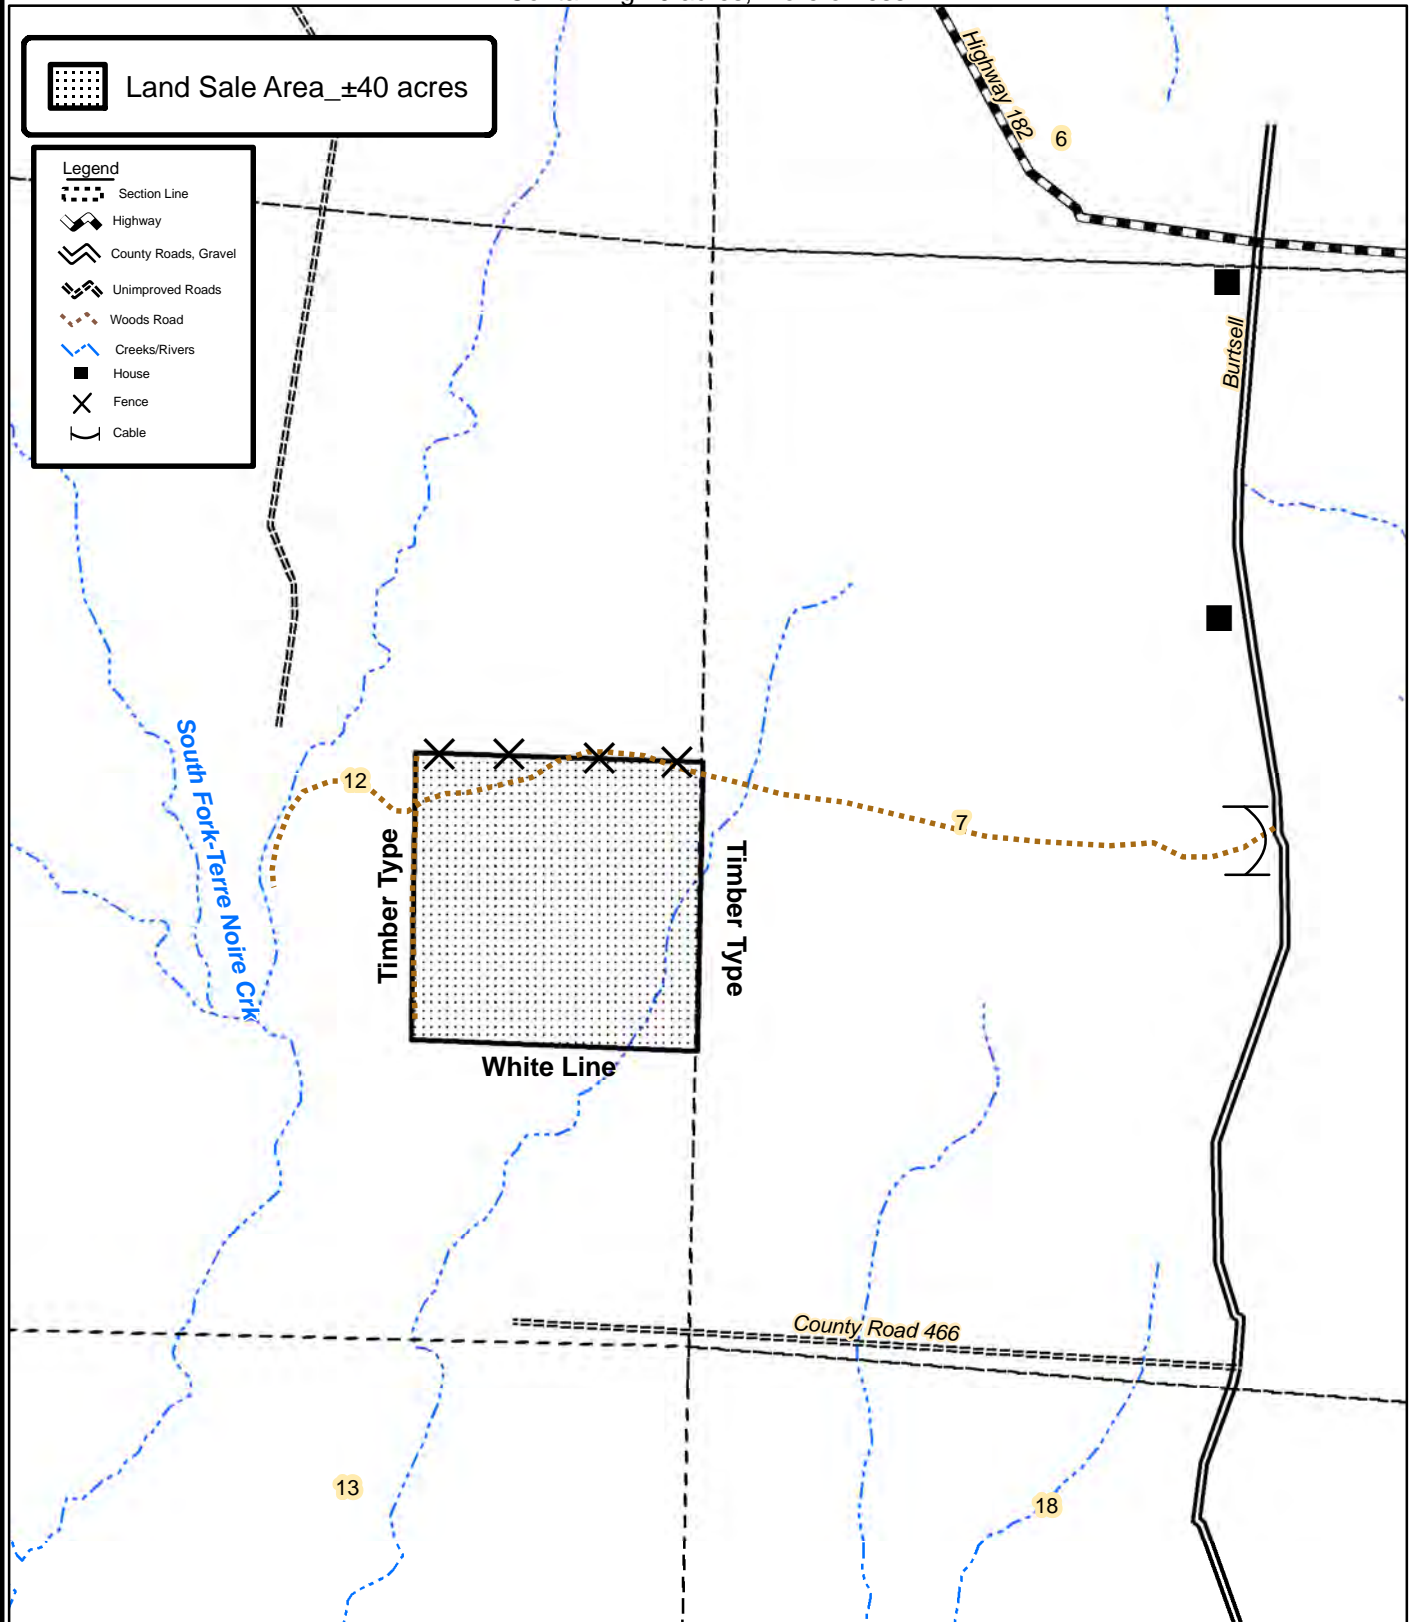 Land Sale Area_±40 acres
Legend
Section Line
Highway
County Roads, Gravel
Unimproved Roads
Woods Road
Creeks/Rivers
House
Fence
Cable
Highway 182
6
Burtsell
South Fork-Terre Noire Crk
12
7
Timber Type
Timber Type
White Line
County Road 466
13
18